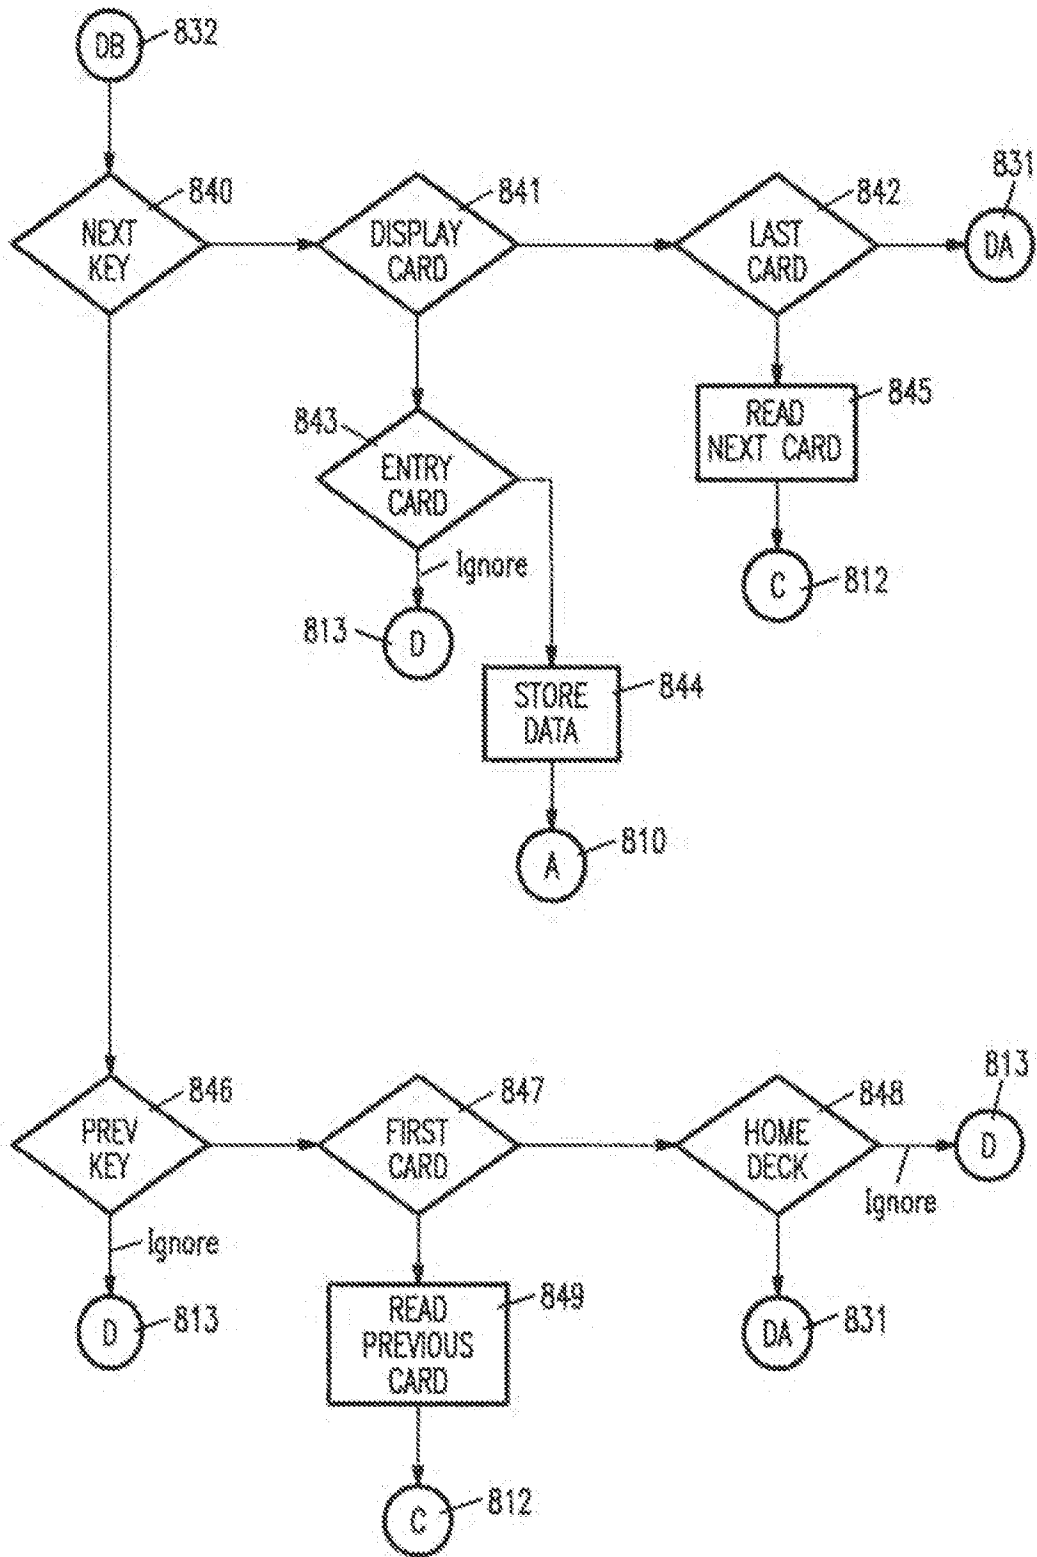 DB
832
NEXT
KEY
840
DISPLAY
CARD
841
LAST
CARD
842
DA
831
843
ENTRY
CARD
READ
NEXT CARD
845
Ignore
C
812
813
D
STORE
DATA
844
A
810
PREV
KEY
846
FIRST
CARD
847
HOME
DECK
848
813
D
Ignore
Ignore
D
813
READ
PREVIOUS
CARD
849
DA
831
C
812